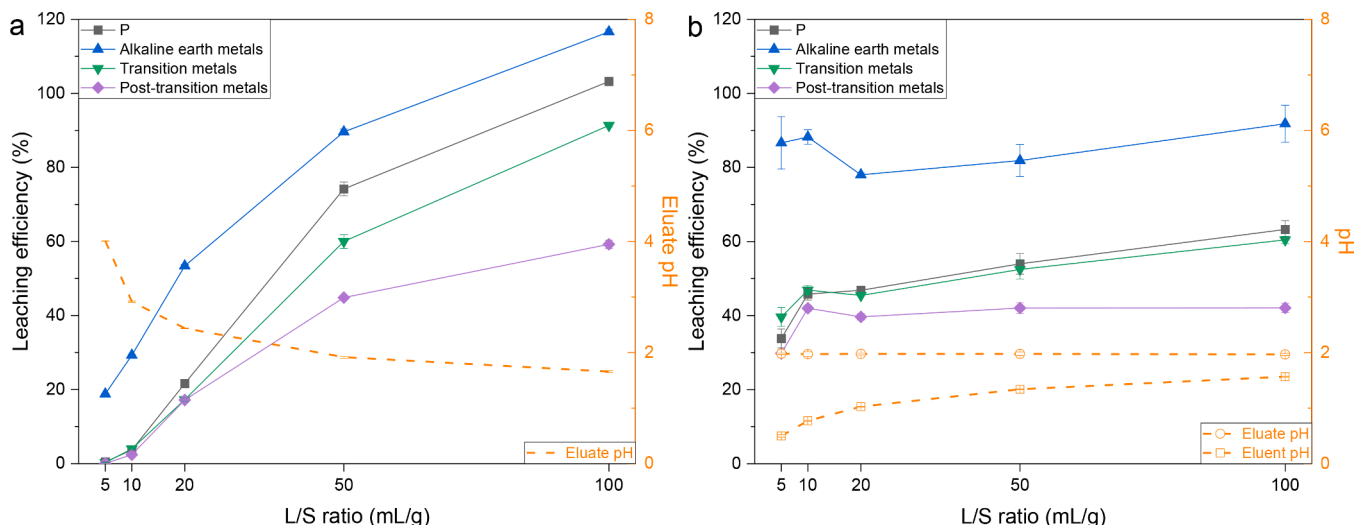 a
P
Alkaline earth metals
Transition metals
Post-transition metals
120
100
80
60
40
20
0
Leaching efficiency (%)
8
6
4
2
0
Eluate pH
Eluate pH
5 10 20 50 100
L/S ratio (mL/g)
b
P
Alkaline earth metals
Transition metals
Post-transition metals
120
100
80
60
40
20
0
Leaching efficiency (%)
8
6
4
2
0
pH
Eluate pH
Eluent pH
5 10 20 50 100
L/S ratio (mL/g)